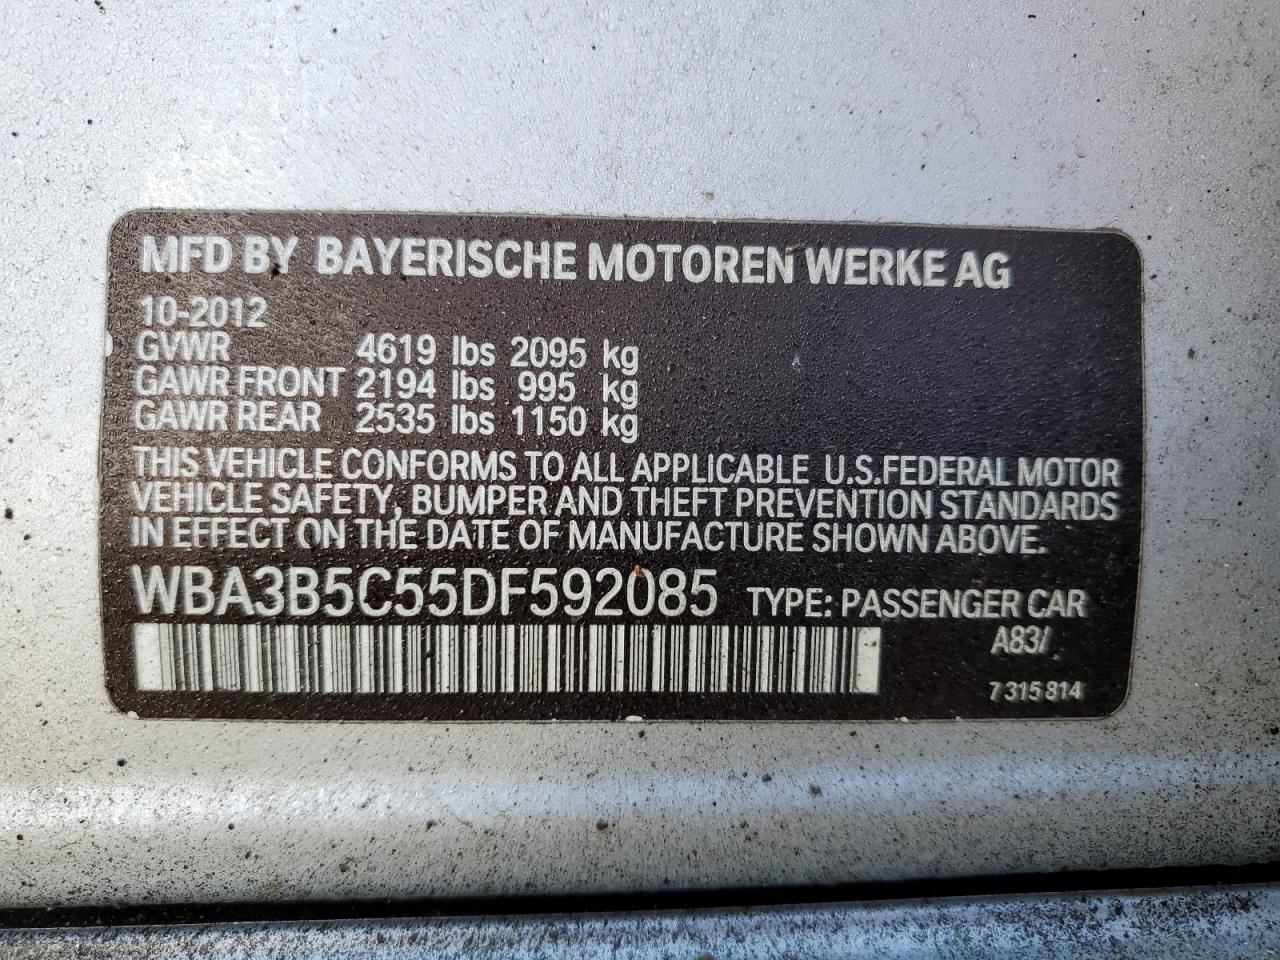 MFD BY BAYERISCHE MOTOREN WERKE AG
10-2012
GVWR 4619 lbs 2095 kg
GAWR FRONT 2194 lbs 995 kg
GAWR REAR 2535 lbs 1150 kg
THIS VEHICLE CONFORMS TO ALL APPLICABLE U.S.FEDERAL MOTOR
VEHICLE SAFETY, BUMPER AND THEFT PREVENTION STANDARDS
IN EFFECT ON THE DATE OF MANUFACTURE SHOWN ABOVE.
WBA3B5C55DF592085 TYPE: PASSENGER CAR
A83/
7 315 814